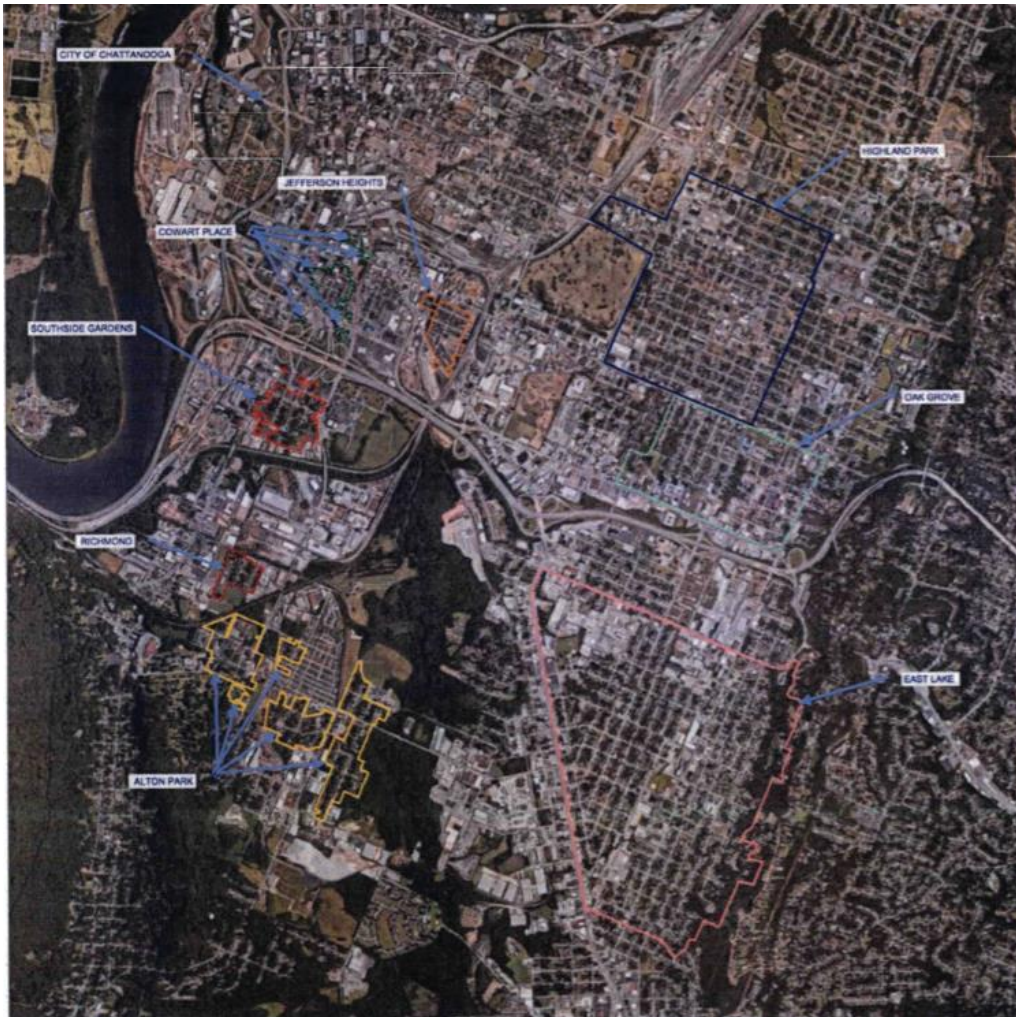 CITY OF CHATTANOOGA
HIGHLAND PARK
JEFFERSON HEIGHTS
COWART PLACE
SOUTHSIDE GARDENS
OAK GROVE
RICHMOND
EAST LAKE
ALTON PARK